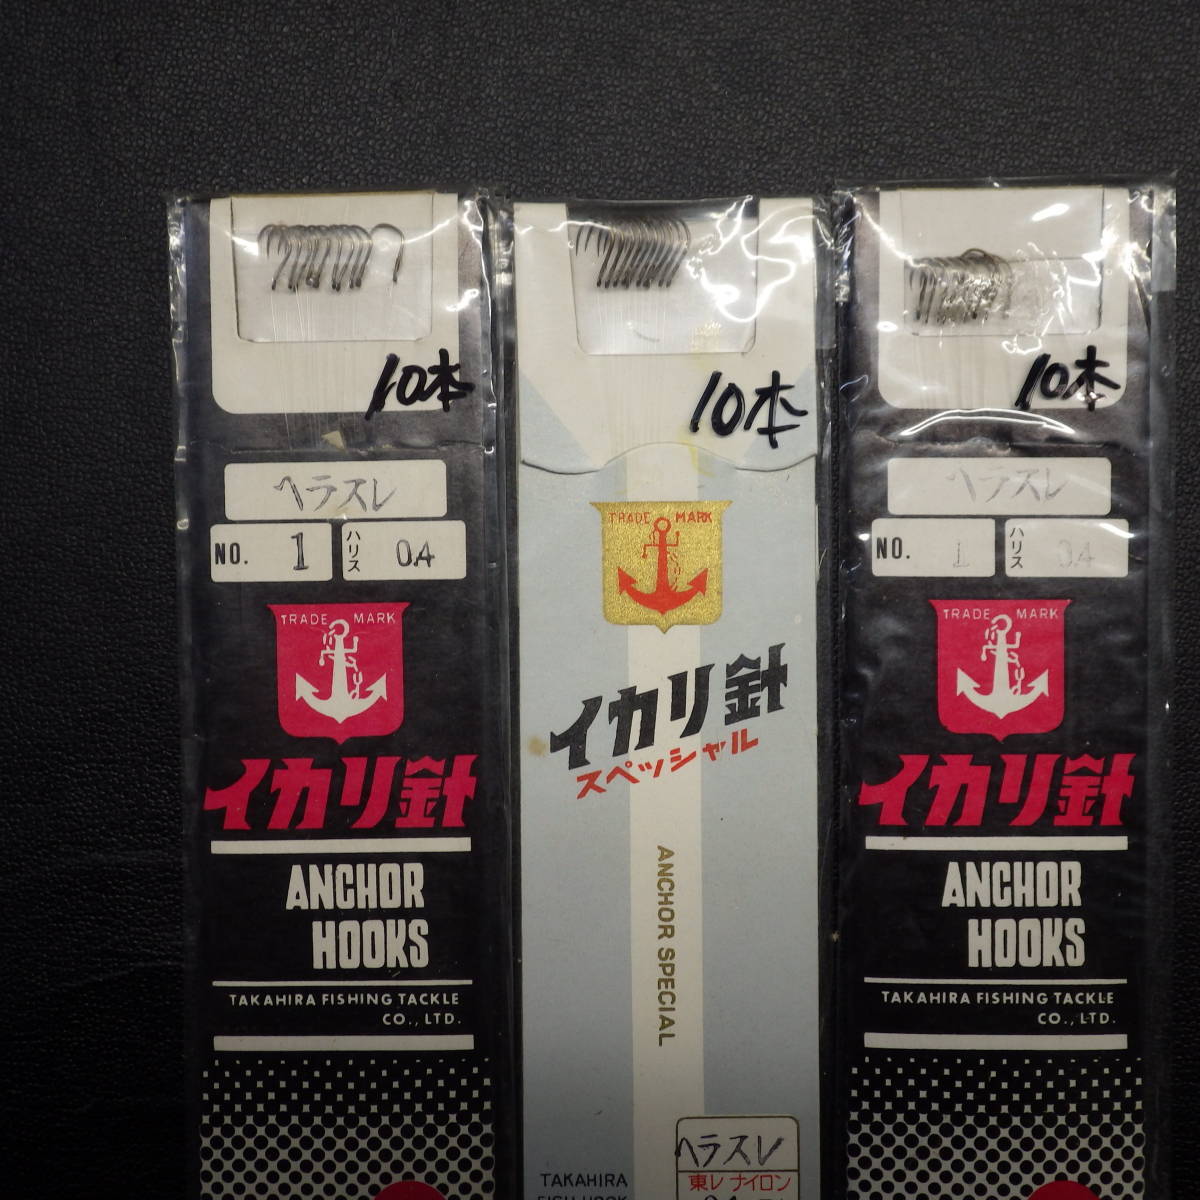 10本
ヘラスレ
NO. 1
ハリス 0.4
TRADE MARK
イカリ針
ANCHOR
HOOKS
TAKAHIRA FISHING TACKLE
CO., LTD.
10本
TRADE MARK
イカリ針
スペッシャル
ANCHOR SPECIAL
ヘラスレ
東レ ナイロン
TAKAHIRA
FISH HOOK
10本
ヘラスレ
NO. 1
ハリス 0.4
TRADE MARK
イカリ針
ANCHOR
HOOKS
TAKAHIRA FISHING TACKLE
CO., LTD.